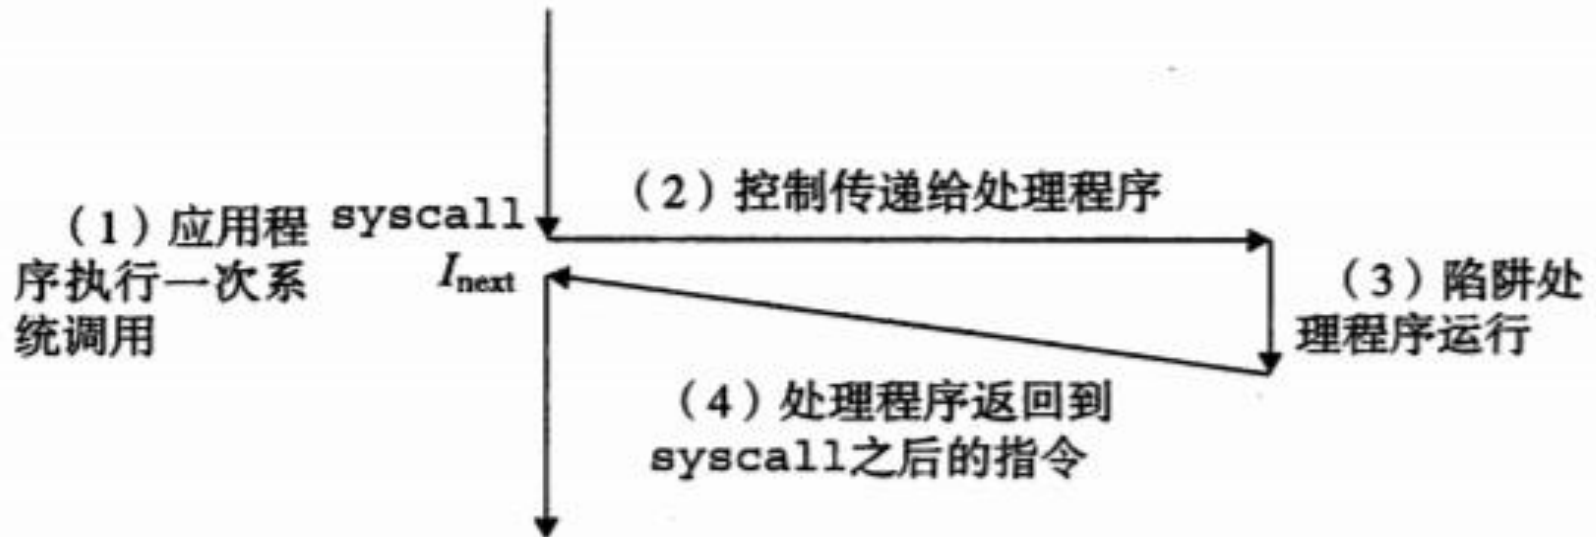 （1）应用程
序执行一次系
统调用
syscall
Inext
（2）控制传递给处理程序
（3）陷阱处
理程序运行
（4）处理程序返回到
syscall之后的指令